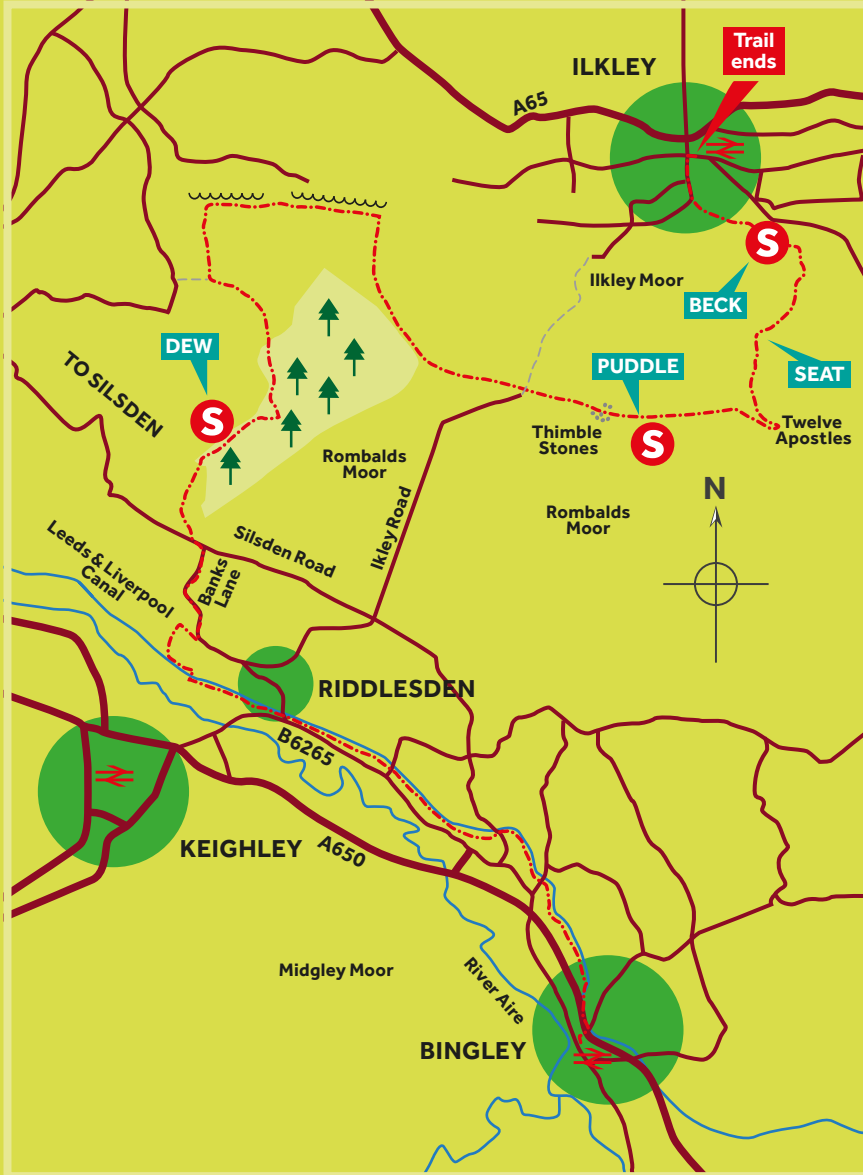 Trail
ends
ILKLEY
A65
Ilkley Moor
S
BECK
DEW
PUDDLE
SEAT
TO SILSDEN
S
Thimble
Stones
S
Twelve
Apostles
Rombalds
Moor
N
Rombalds
Moor
Ikley Road
Silsden Road
Leeds & Liverpool
Canal
Banks
Lane
RIDDLESDEN
B6265
KEIGHLEY
A650
Midgley Moor
River Aire
BINGLEY